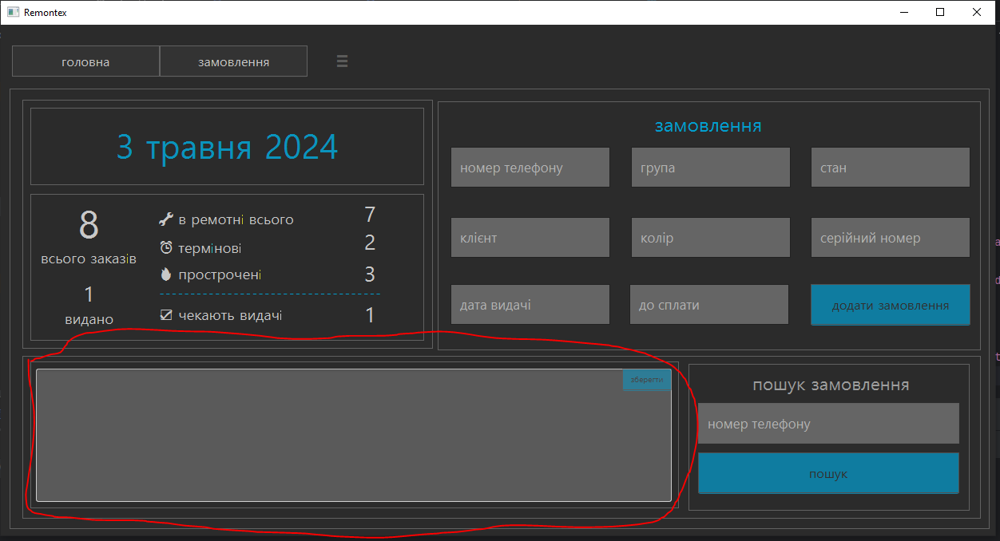 Remontex
головна
замовлення
3 травня 2024
8
всього заказів
1
видано
в ремотні всього 7
термінові 2
прострочені 3
чекають видачі 1
замовлення
номер телефону група стан
клієнт колір серійний номер
дата видачі до сплати додати замовлення
зберегти
пошук замовлення
номер телефону
пошук